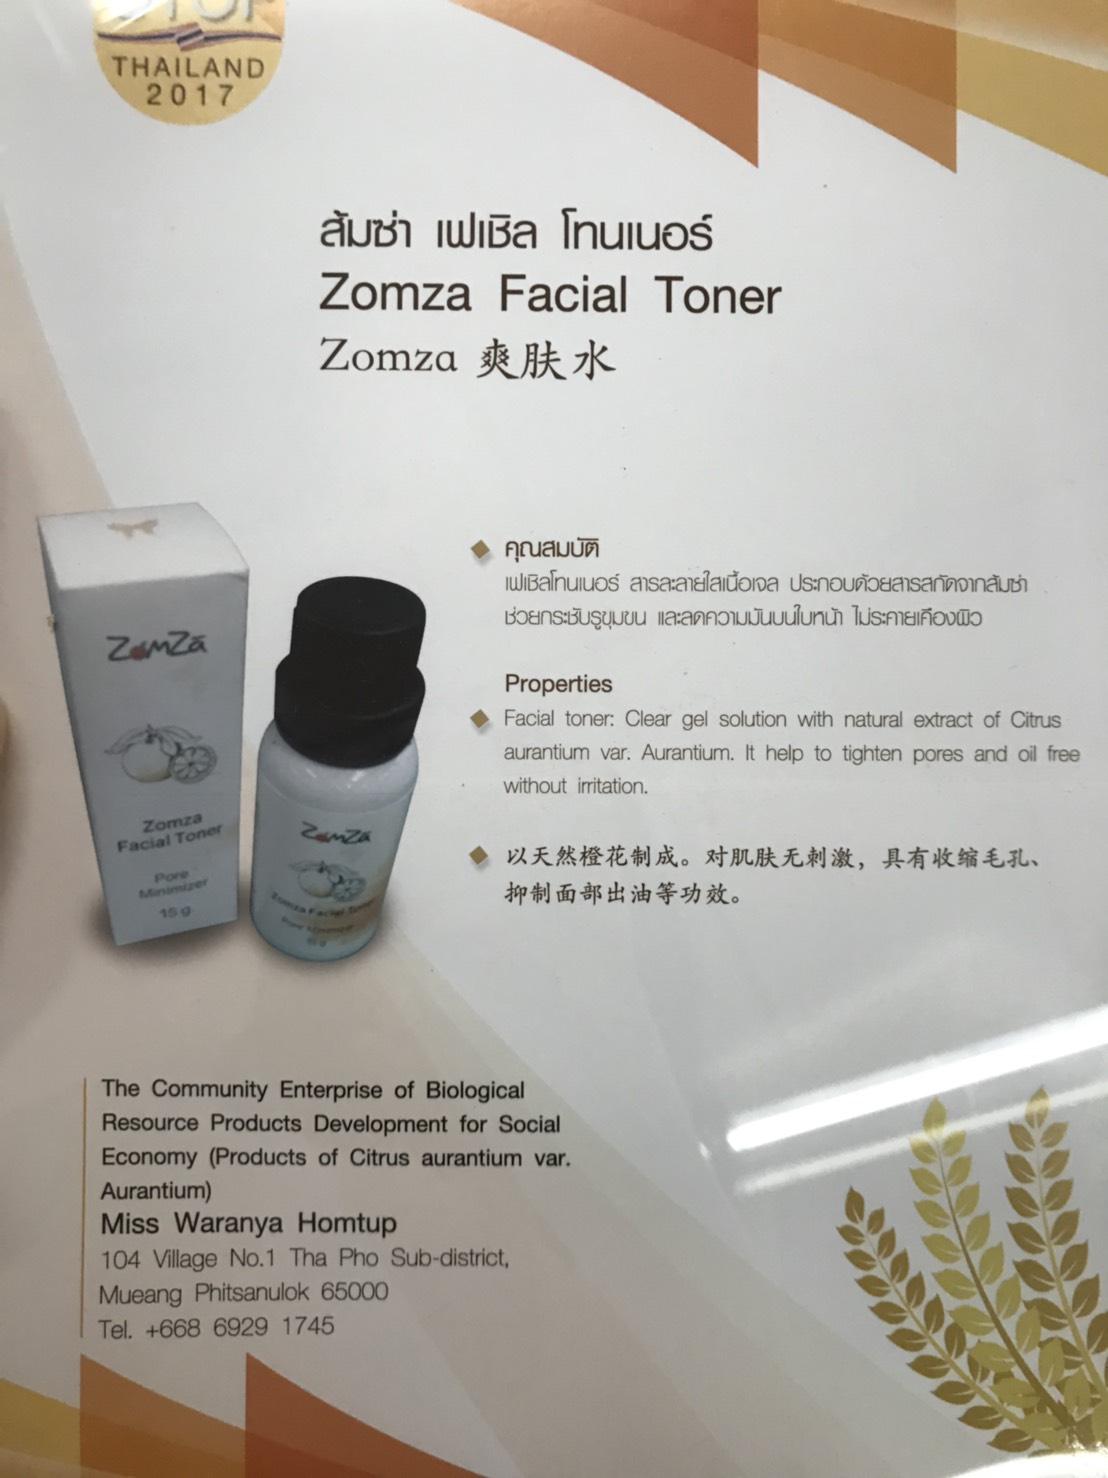 THAILAND
2017
ส้มซ่า เฟเชิล โทนเนอร์
Zomza Facial Toner
Zomza 爽肤水
คุณสมบัติ
เฟเชิลโทนเนอร์ สารละลายใสเนื้อเจล ประกอบด้วยสารสกัดจากส้มซ่า
ช่วยกระชับรูขุมขน และลดความมันบนใบหน้า ไม่ระคายเคืองผิว
Properties
Facial toner: Clear gel solution with natural extract of Citrus
aurantium var. Aurantium. It help to tighten pores and oil free
without irritation.
以天然橙花制成。对肌肤无刺激，具有收缩毛孔、
抑制面部出油等功效。
ZomZa
Zomza
Facial Toner
Pore
Minimizer
15 g
ZomZa
Zomza Facial Toner
Pore Minimizer
15 g
The Community Enterprise of Biological
Resource Products Development for Social
Economy (Products of Citrus aurantium var.
Aurantium)
Miss Waranya Homtup
104 Village No.1 Tha Pho Sub-district,
Mueang Phitsanulok 65000
Tel. +668 6929 1745